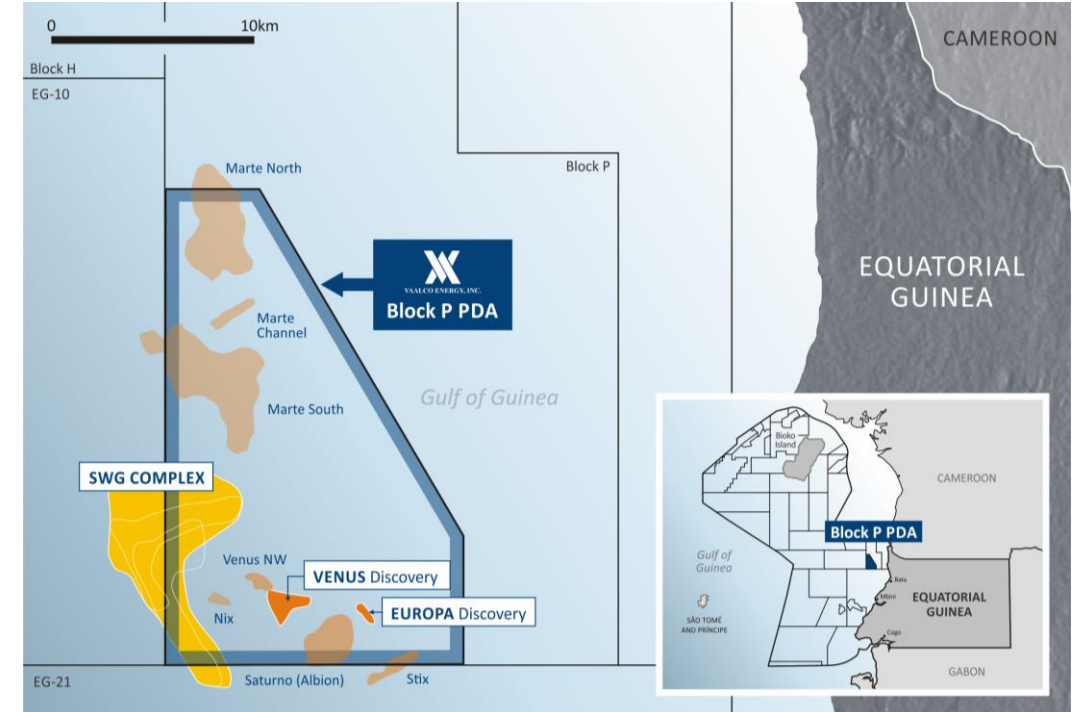 0
10km
CAMEROON
Block H
EG-10
Marte North
Block P
VAALCO ENERGY, INC.
Block P PDA
EQUATORIAL
GUINEA
Marte
Channel
Gulf of Guinea
Marte South
SWG COMPLEX
Venus NW
VENUS Discovery
Nix
EUROPA Discovery
EG-21
Saturno (Albion)
Stix
Bioko
Island
CAMEROON
Block P PDA
Gulf of
Guinea
Bata
Mbini
EQUATORIAL
GUINEA
SÃO TOMÉ
AND PRÍNCIPE
Cogo
GABON